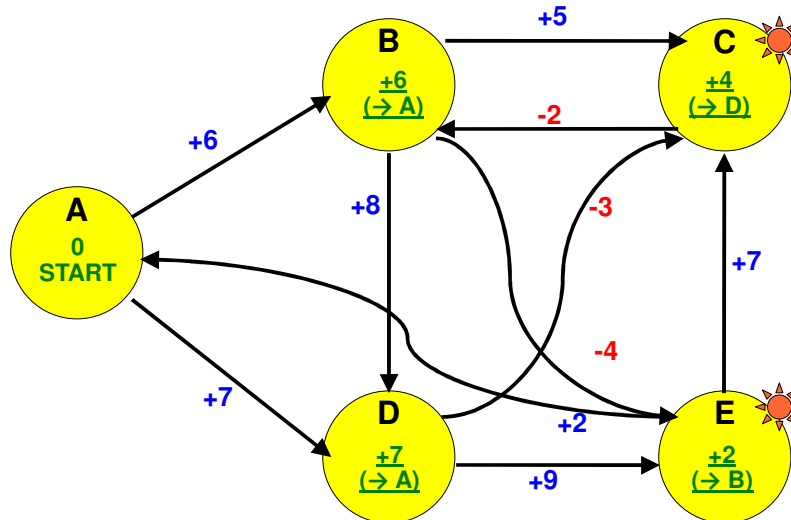 +5
B
C
+6
(→ A)
+4
(→ D)
-2
+6
+8
-3
A
0
START
+7
-4
+7
D
+2
E
+7
(→ A)
+2
(→ B)
+9